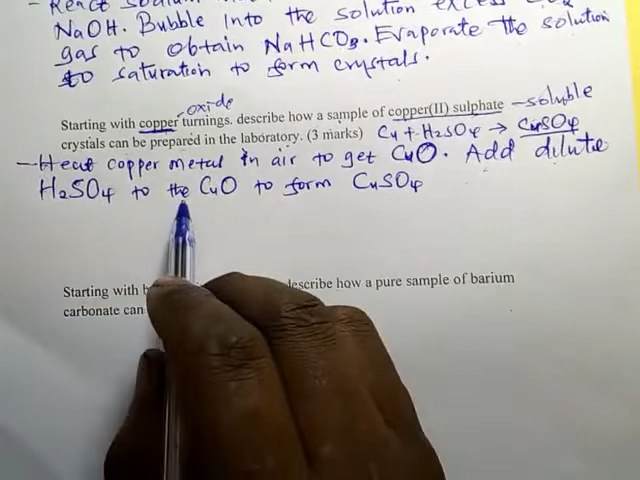 - React
NaOH. Bubble into the solution excess
gas to obtain NaHCO3. Evaporate the solution
to saturation to form crystals.
oxide
Starting with copper turnings. describe how a sample of copper(II) sulphate - soluble
crystals can be prepared in the laboratory. (3 marks) Cu + H2SO4 → CuSO4
- Heat copper metal in air to get CuO. Add dilute
H2SO4 to the CuO to form CuSO4
Starting with describe how a pure sample of barium
carbonate can